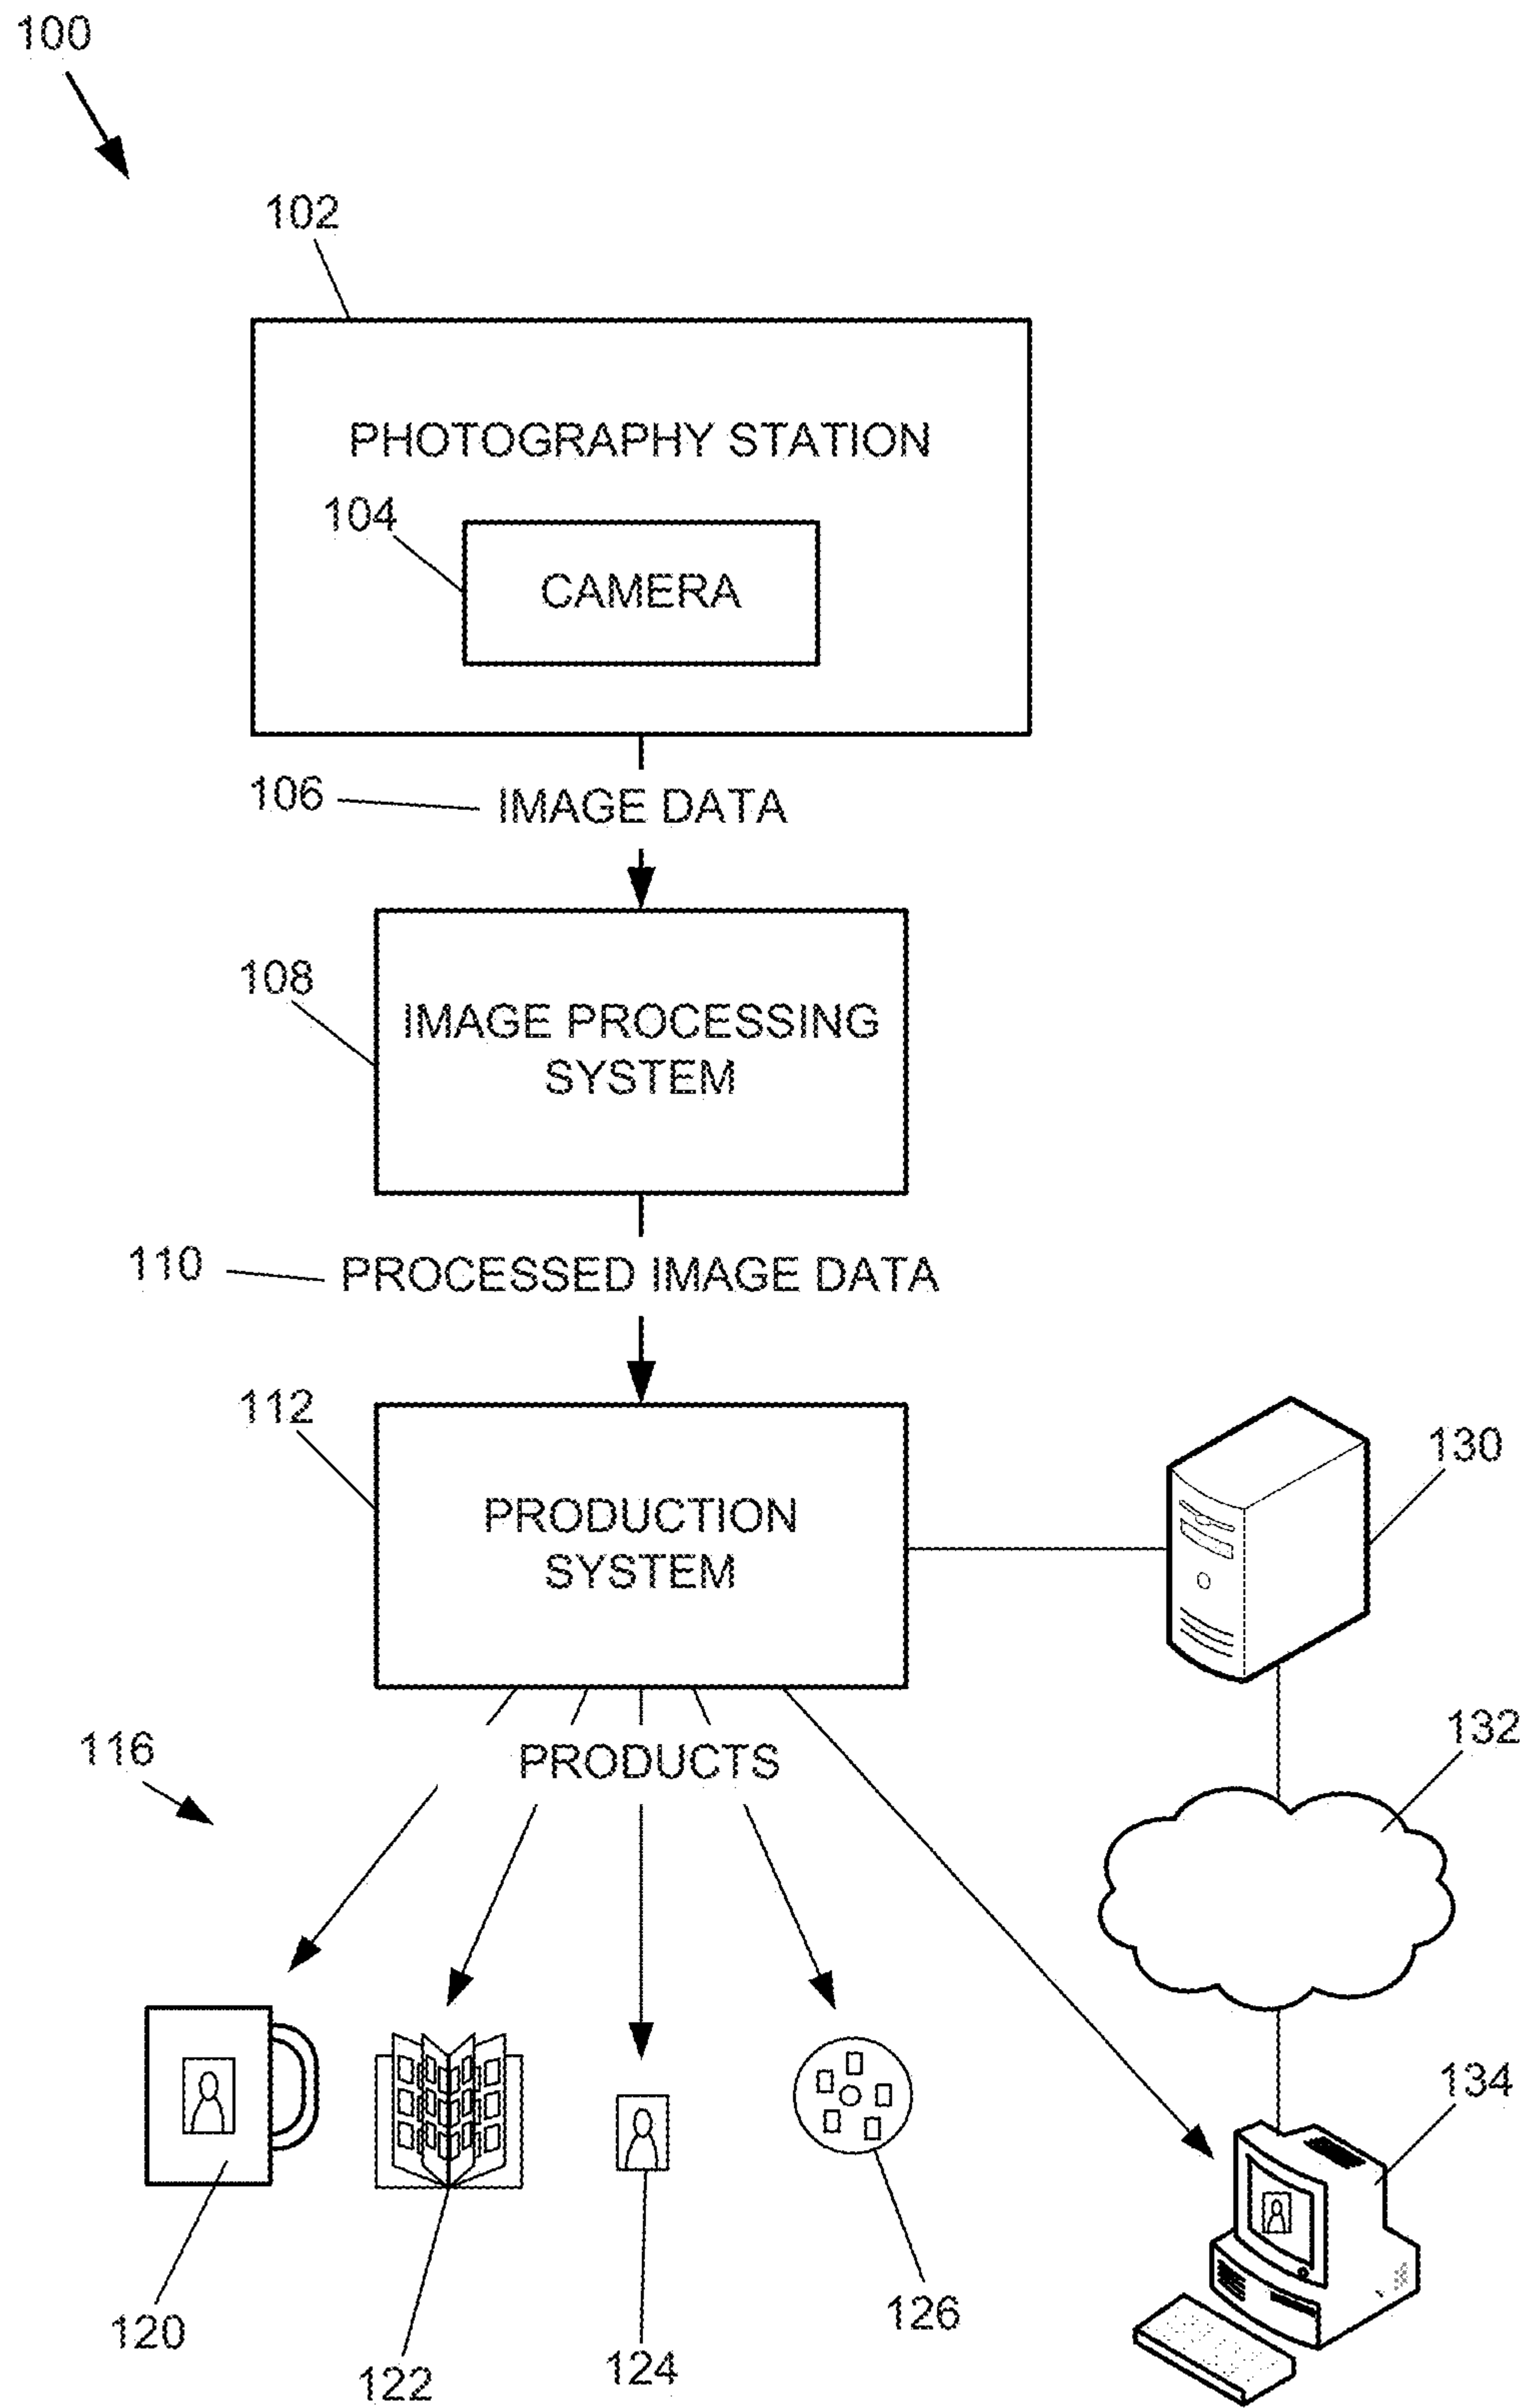 100
102
PHOTOGRAPHY STATION
104
CAMERA
106
IMAGE DATA
108
IMAGE PROCESSING
SYSTEM
110
PROCESSED IMAGE DATA
112
PRODUCTION
SYSTEM
130
116
PRODUCTS
132
134
120
122
124
126